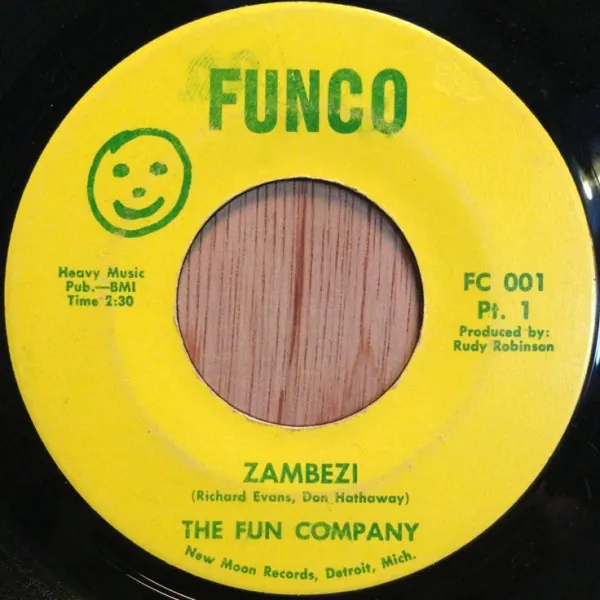 FUNCO
Heavy Music
Pub.—BMI
Time 2:30
FC 001
Pt. 1
Produced by:
Rudy Robinson
ZAMBEZI
(Richard Evans, Don Hathaway)
THE FUN COMPANY
New Moon Records, Detroit, Mich.